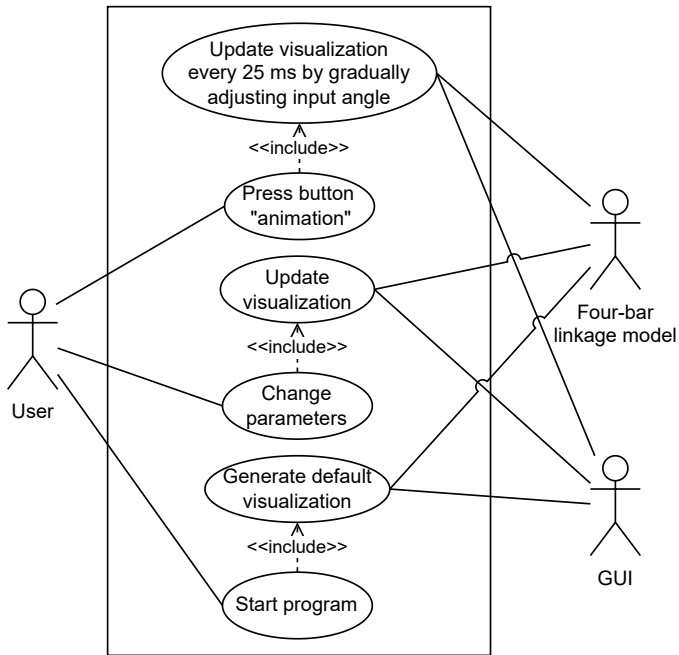 Update visualization
every 25 ms by gradually
adjusting input angle
<<include>>
Press button
"animation"
Update
visualization
<<include>>
Change
parameters
Generate default
visualization
<<include>>
Start program
User
Four-bar
linkage model
GUI